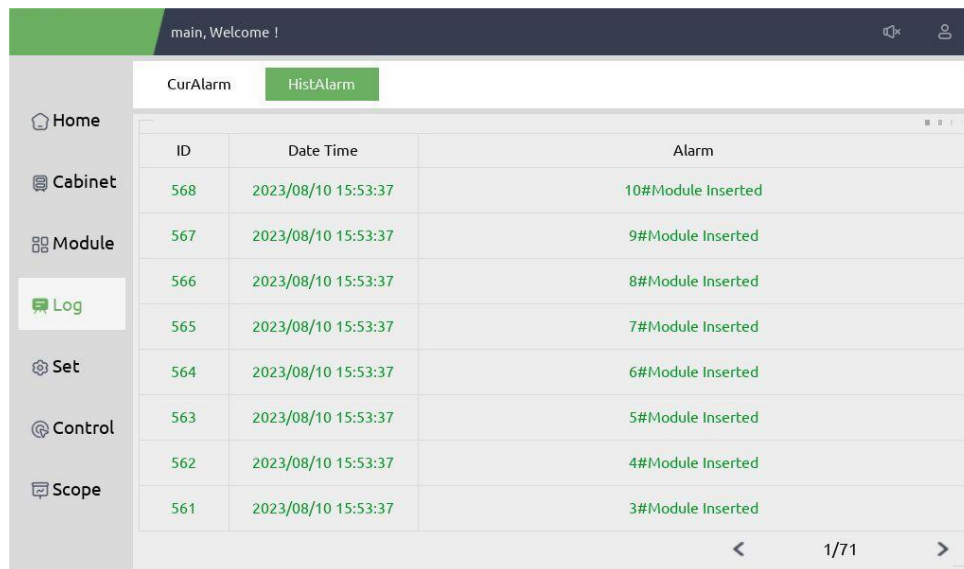 main, Welcome !
CurAlarm HistAlarm
Home
Cabinet
Module
Log
Set
Control
Scope
ID Date Time Alarm
568 2023/08/10 15:53:37 10#Module Inserted
567 2023/08/10 15:53:37 9#Module Inserted
566 2023/08/10 15:53:37 8#Module Inserted
565 2023/08/10 15:53:37 7#Module Inserted
564 2023/08/10 15:53:37 6#Module Inserted
563 2023/08/10 15:53:37 5#Module Inserted
562 2023/08/10 15:53:37 4#Module Inserted
561 2023/08/10 15:53:37 3#Module Inserted
< 1/71 >